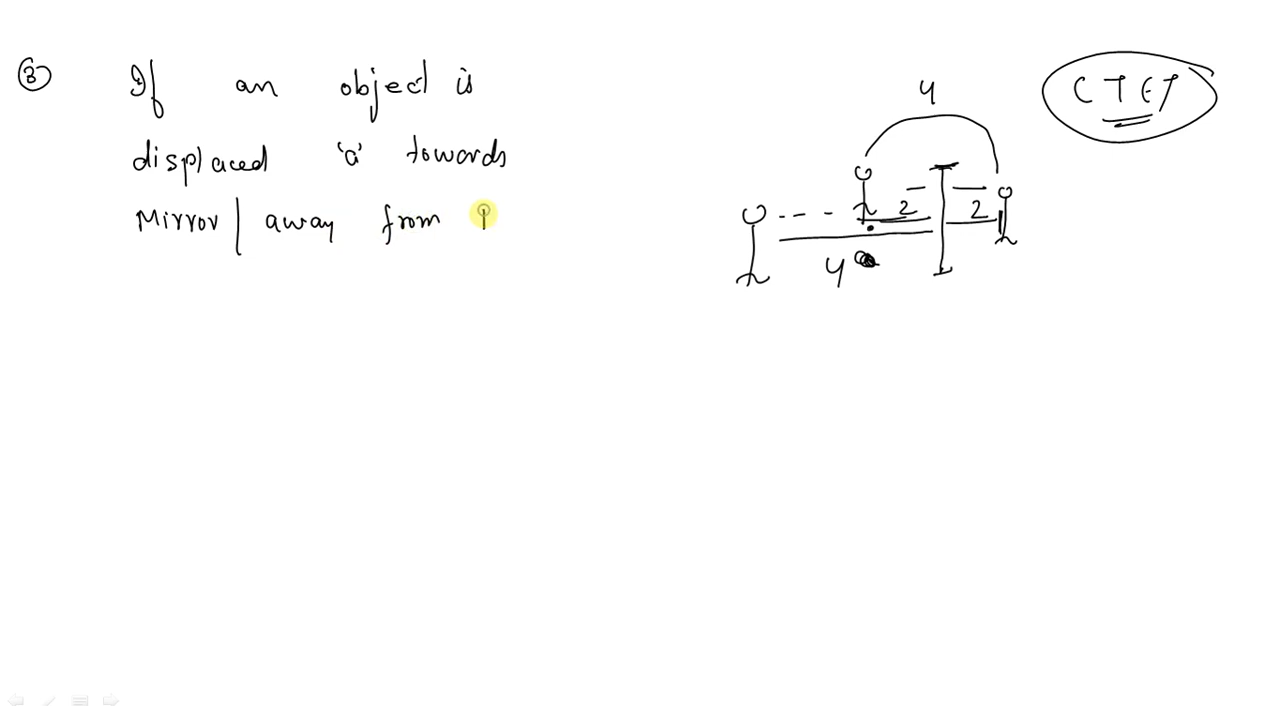 3
If an object is
displaced 'a' towards
Mirror | away from
CTET
4
2 2
4